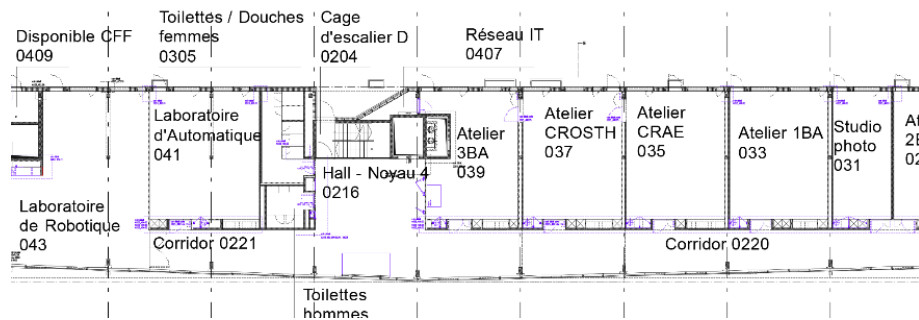 Disponible CFF
0409
Toilettes / Douches
femmes
0305
Cage
d'escalier D
0204
Réseau IT
0407
Laboratoire
d'Automatique
041
Atelier
3BA
039
Atelier
CROSTH
037
Atelier
CRAE
035
Atelier 1BA
033
Studio
photo
031
Hall - Noyau 4
0216
Laboratoire
de Robotique
043
Corridor 0221
Corridor 0220
Toilettes
hommes